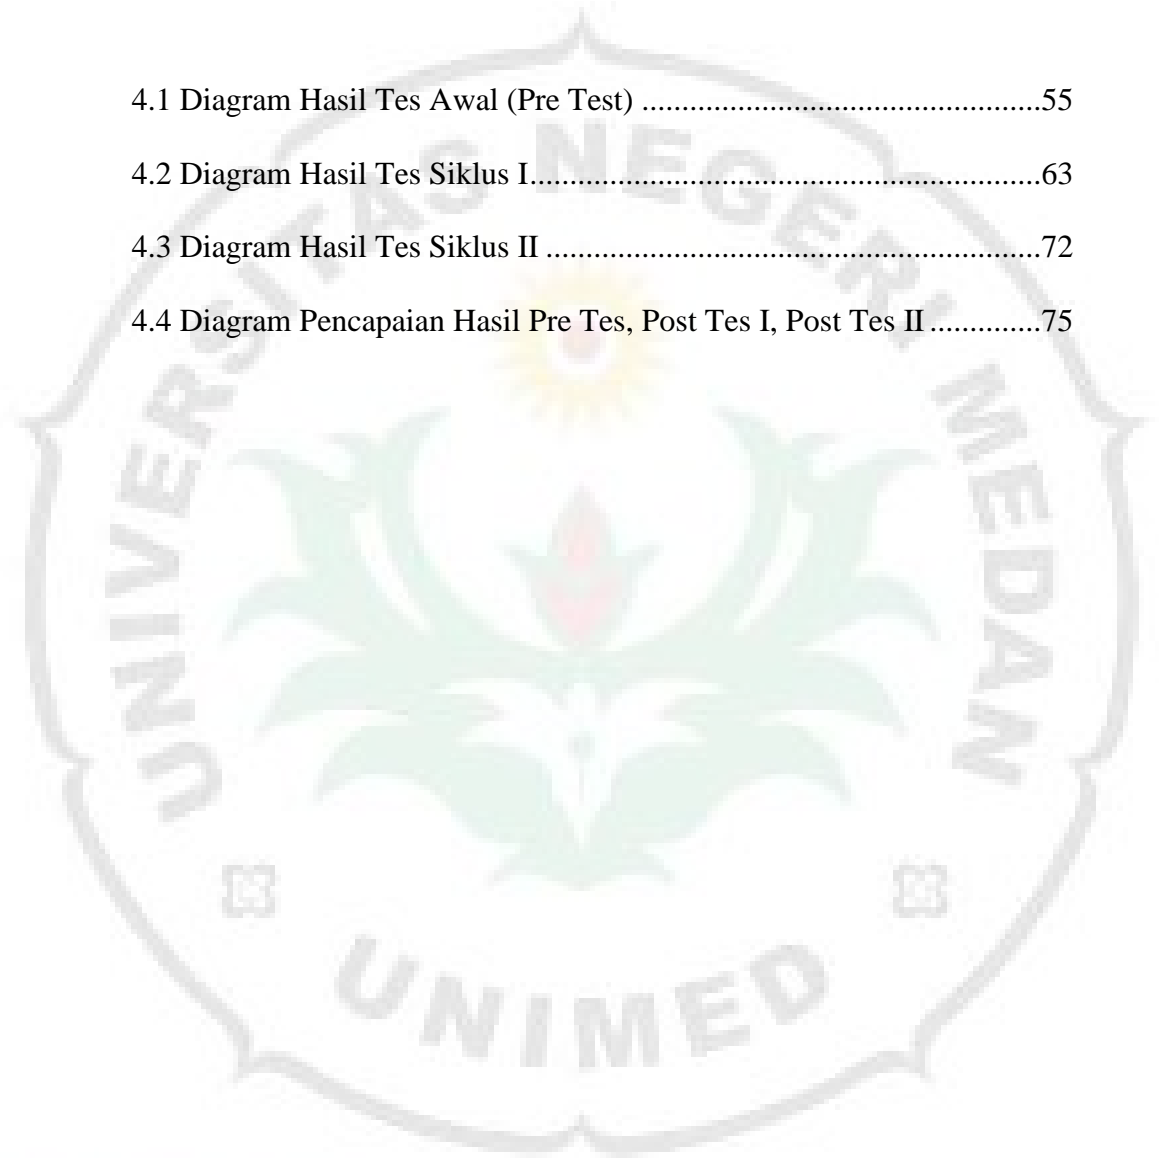 4.1 Diagram Hasil Tes Awal (Pre Test) ..................................................55
4.2 Diagram Hasil Tes Siklus I.................................................................63
4.3 Diagram Hasil Tes Siklus II ...............................................................72
4.4 Diagram Pencapaian Hasil Pre Tes, Post Tes I, Post Tes II ..............75
UNIVERSITAS NEGERI MEDAN
UNIMED